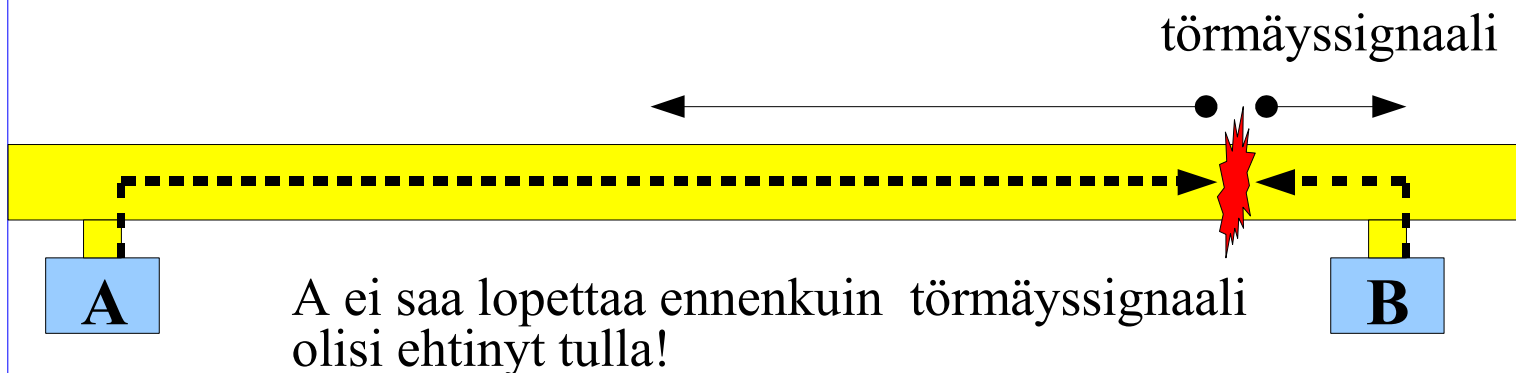 törmäyssignaali
A
A ei saa lopettaa ennenkuin törmäyssignaali
olisi ehtinyt tulla!
B